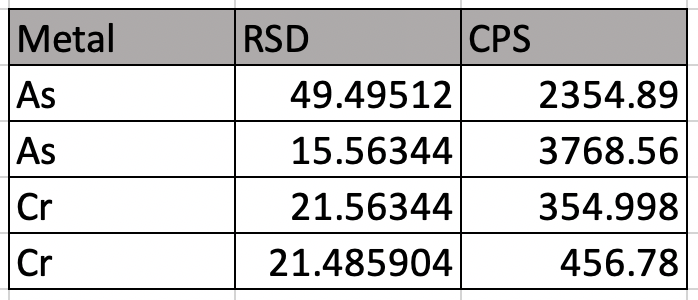 Metal RSD CPS
As 49.49512 2354.89
As 15.56344 3768.56
Cr 21.56344 354.998
Cr 21.485904 456.78